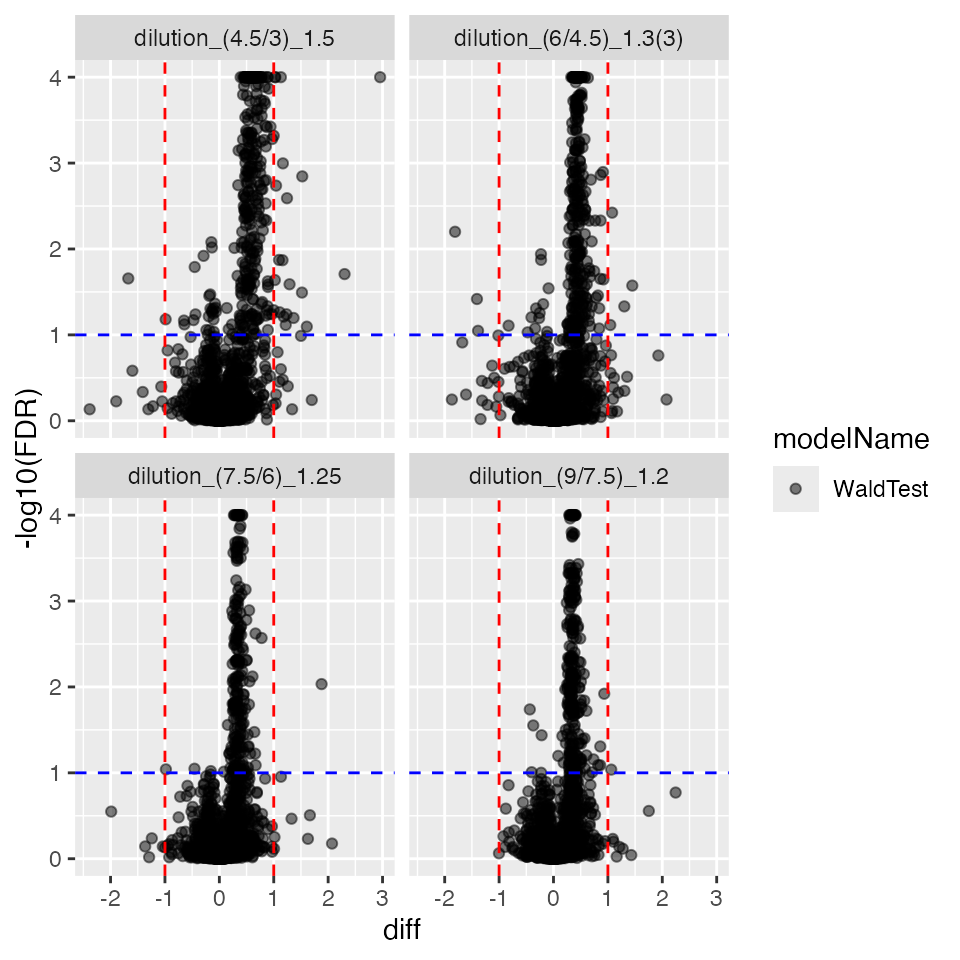 dilution_(4.5/3)_1.5
dilution_(6/4.5)_1.3(3)
4
3
2
1
0
-log10(FDR)
modelName
WaldTest
dilution_(7.5/6)_1.25
dilution_(9/7.5)_1.2
4
3
2
1
0
-2 -1 0 1 2 3
-2 -1 0 1 2 3
diff